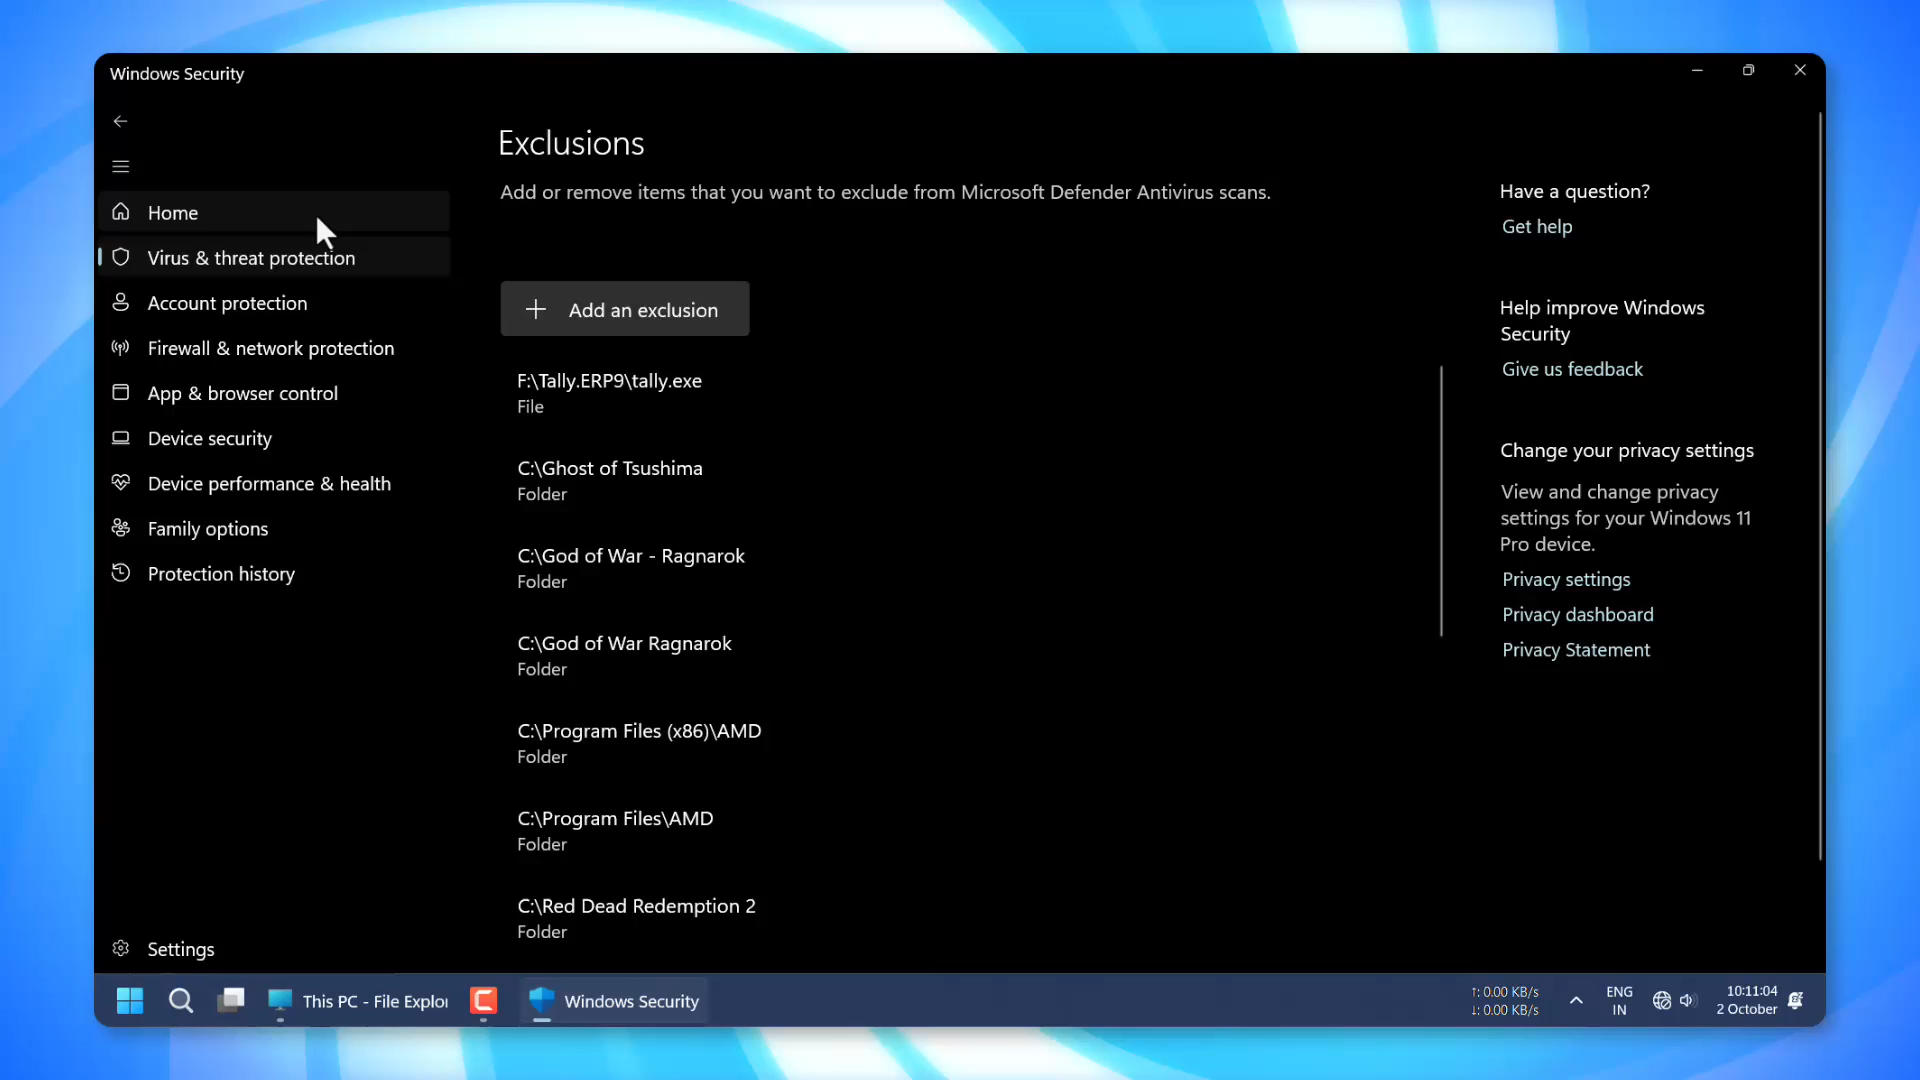 Windows Security
Home
Virus & threat protection
Account protection
Firewall & network protection
App & browser control
Device security
Device performance & health
Family options
Protection history
Settings
Exclusions
Add or remove items that you want to exclude from Microsoft Defender Antivirus scans.
Add an exclusion
F:\Tally.ERP9\tally.exe
File
C:\Ghost of Tsushima
Folder
C:\God of War - Ragnarok
Folder
C:\God of War Ragnarok
Folder
C:\Program Files (x86)\AMD
Folder
C:\Program Files\AMD
Folder
C:\Red Dead Redemption 2
Folder
Have a question?
Get help
Help improve Windows
Security
Give us feedback
Change your privacy settings
View and change privacy
settings for your Windows 11
Pro device.
Privacy settings
Privacy dashboard
Privacy Statement
This PC - File Explor
Windows Security
↑: 0.00 KB/s
↓: 0.00 KB/s
ENG
IN
10:11:04
2 October